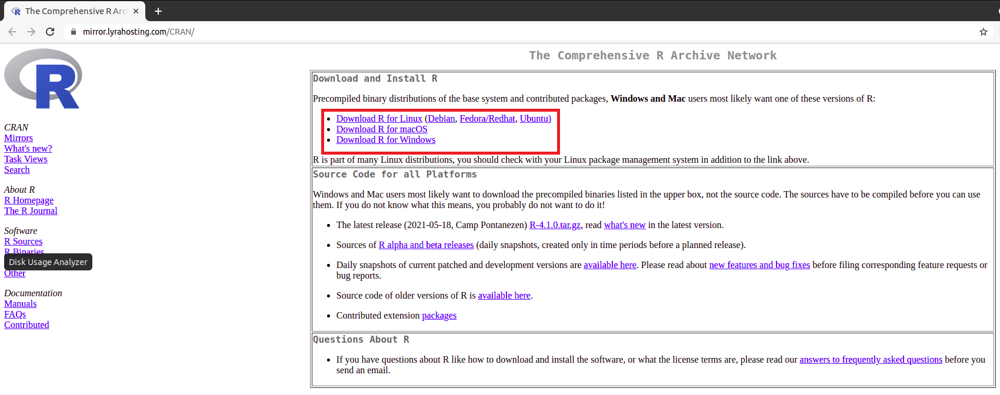 The Comprehensive R Arc
mirror.lyrahosting.com/CRAN/
R
CRAN
Mirrors
What's new?
Task Views
Search
About R
R Homepage
The R Journal
Software
R Sources
R Binaries
Disk Usage Analyzer
Other
Documentation
Manuals
FAQs
Contributed
The Comprehensive R Archive Network
Download and Install R
Precompiled binary distributions of the base system and contributed packages, Windows and Mac users most likely want one of these versions of R:
Download R for Linux (Debian, Fedora/Redhat, Ubuntu)
Download R for macOS
Download R for Windows
R is part of many Linux distributions, you should check with your Linux package management system in addition to the link above.
Source Code for all Platforms
Windows and Mac users most likely want to download the precompiled binaries listed in the upper box, not the source code. The sources have to be compiled before you can use
them. If you do not know what this means, you probably do not want to do it!
The latest release (2021-05-18, Camp Pontanezen) R-4.1.0.tar.gz, read what's new in the latest version.
Sources of R alpha and beta releases (daily snapshots, created only in time periods before a planned release).
Daily snapshots of current patched and development versions are available here. Please read about new features and bug fixes before filing corresponding feature requests or
bug reports.
Source code of older versions of R is available here.
Contributed extension packages
Questions About R
If you have questions about R like how to download and install the software, or what the license terms are, please read our answers to frequently asked questions before you
send an email.